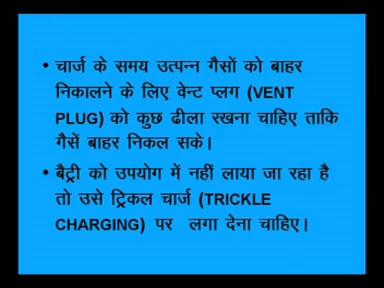 • चार्ज के समय उत्पन्न गैसों को बाहर
निकालने के लिए वेन्ट प्लग (VENT
PLUG) को कुछ ढीला रखना चाहिए ताकि
गैसें बाहर निकल सके।
• बैट्री को उपयोग में नहीं लाया जा रहा है
तो उसे ट्रिकल चार्ज (TRICKLE
CHARGING) पर लगा देना चाहिए।